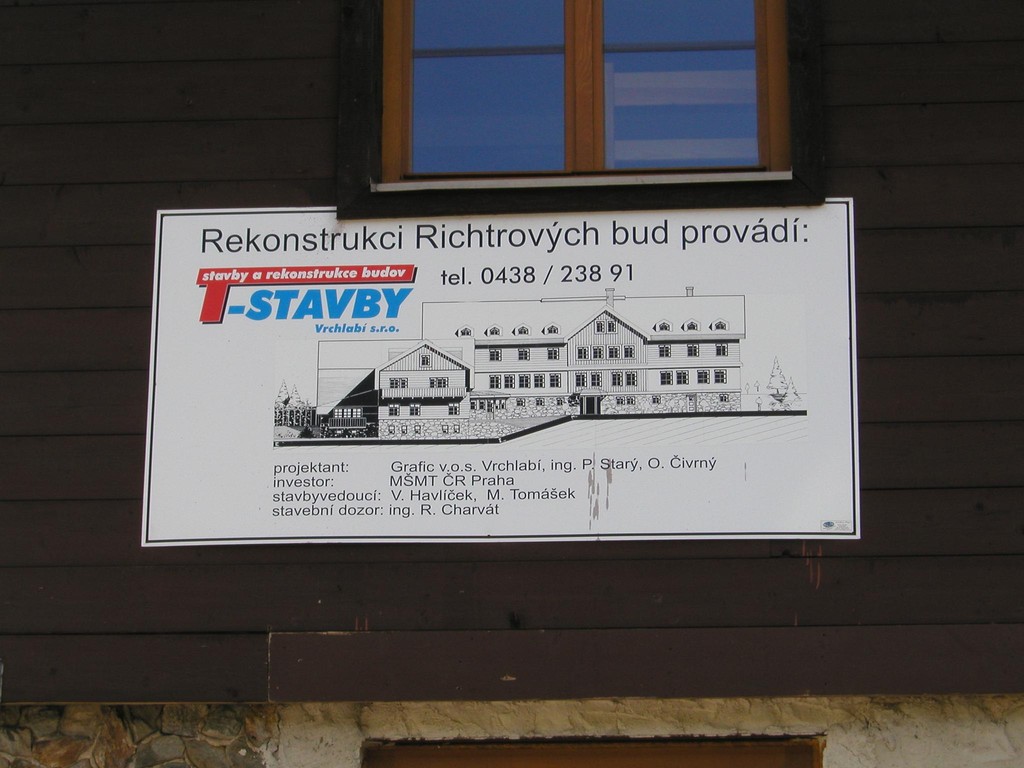 Rekonstrukci Richtrových bud provádí:
stavby a rekonstrukce budov
T-STAVBY
Vrchlabí s.r.o.
tel. 0438 / 238 91
projektant: Grafic v.o.s. Vrchlabí, ing. P. Starý, O. Čivrný
investor: MŠMT ČR Praha
stavbyvedoucí: V. Havlíček, M. Tomášek
stavební dozor: ing. R. Charvát